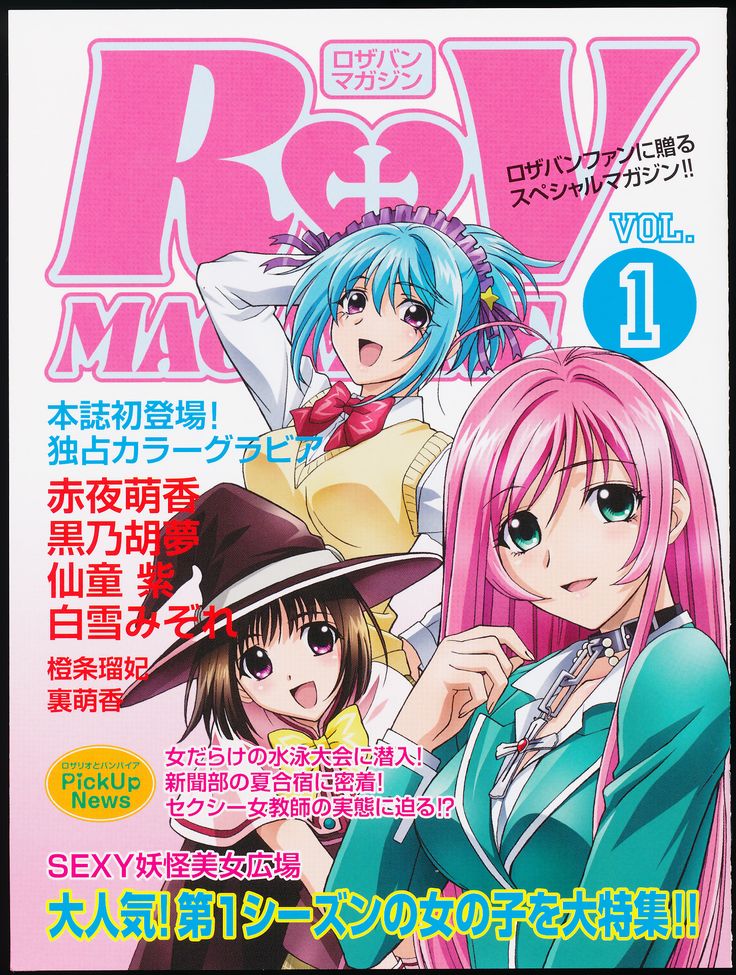 ロザバン
マガジン
R V
ロザバンファンに贈る
スペシャルマガジン!!
VOL.
1
本誌初登場!
独占カラーグラビア
赤夜萌香
黒乃胡夢
仙童 紫
白雪みぞれ
橙条瑠妃
裏萌香
ロザリオとバンパイア
PickUp
News
女だらけの水泳大会に潜入!
新聞部の夏合宿に密着!
セクシー女教師の実態に迫る!?
SEXY妖怪美女広場
大人気!第1シーズンの女の子を大特集!!